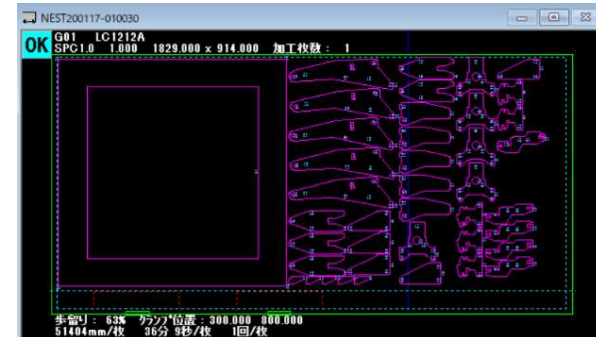 NEST200117-010030
OK
G01 LC1212A
SPC1.0 1.000 1829.000 x 914.000 加工枚数： 1
歩留り： 63% クランプ位置：300.000 800.000
51404mm/枚 36分 9秒/枚 1回/枚